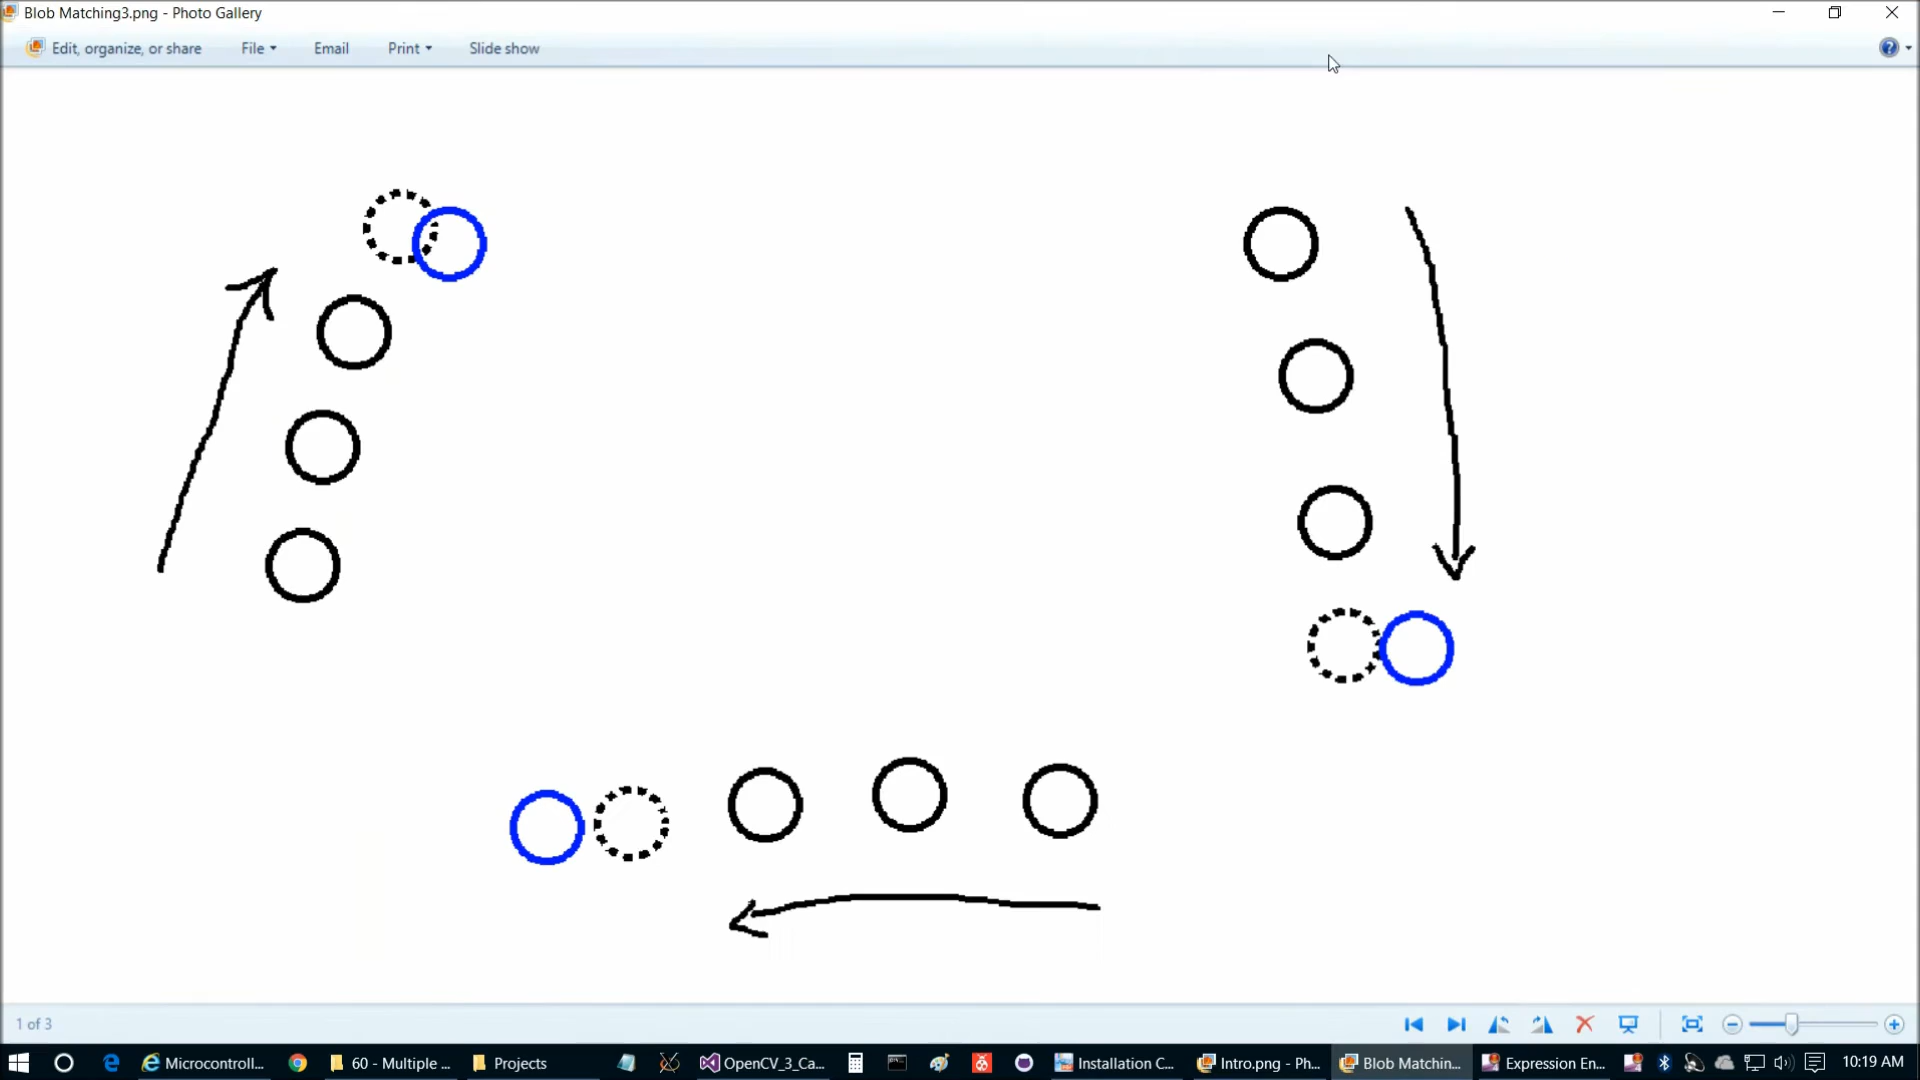 Blob Matching3.png - Photo Gallery
Edit, organize, or share File Email Print Slide show
1 of 3
Microcontroll... 60 - Multiple ... Projects OpenCV_3_Ca... Installation C... Intro.png - Ph... Blob Matchin... Expression En... 10:19 AM